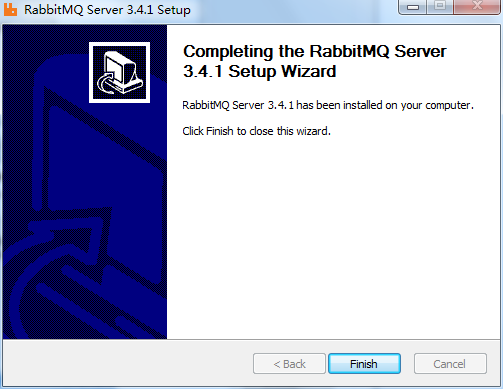 RabbitMQ Server 3.4.1 Setup
Completing the RabbitMQ Server
3.4.1 Setup Wizard
RabbitMQ Server 3.4.1 has been installed on your computer.
Click Finish to close this wizard.
< Back
Finish
Cancel